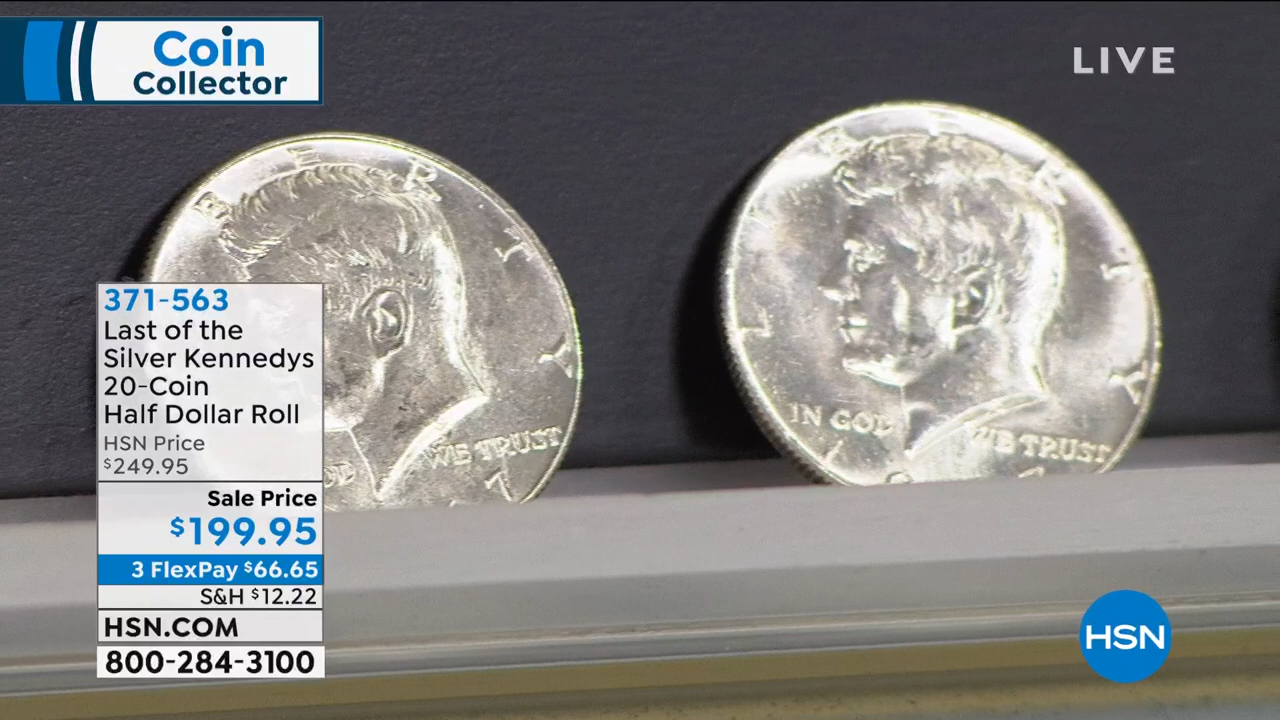 Coin
Collector
LIVE
371-563
Last of the
Silver Kennedys
20-Coin
Half Dollar Roll
HSN Price
$249.95
Sale Price
$199.95
3 FlexPay $66.65
S&H $12.22
HSN.COM
800-284-3100
BERTY
WE TRUST
LIBERTY
IN GOD WE TRUST
HSN